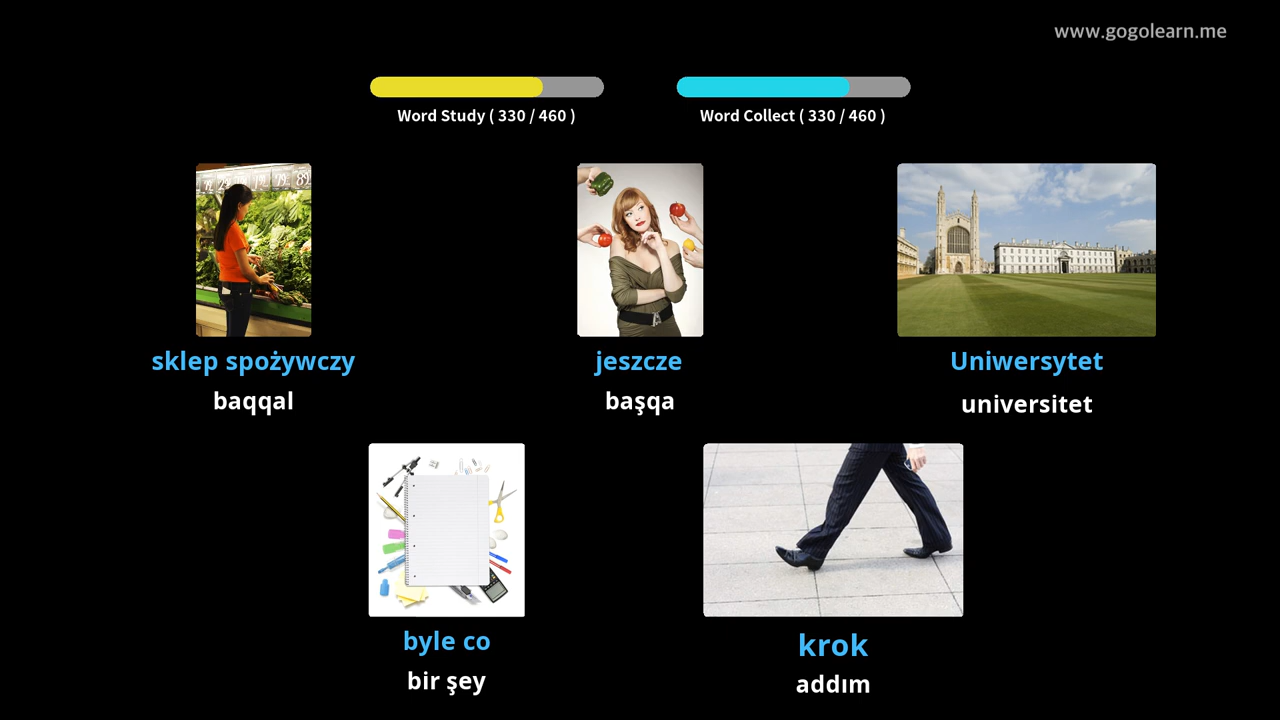 www.gogolearn.me
Word Study ( 330 / 460 )
Word Collect ( 330 / 460 )
sklep spożywczy
baqqal
jeszcze
başqa
Uniwersytet
universitet
byle co
bir şey
krok
addım